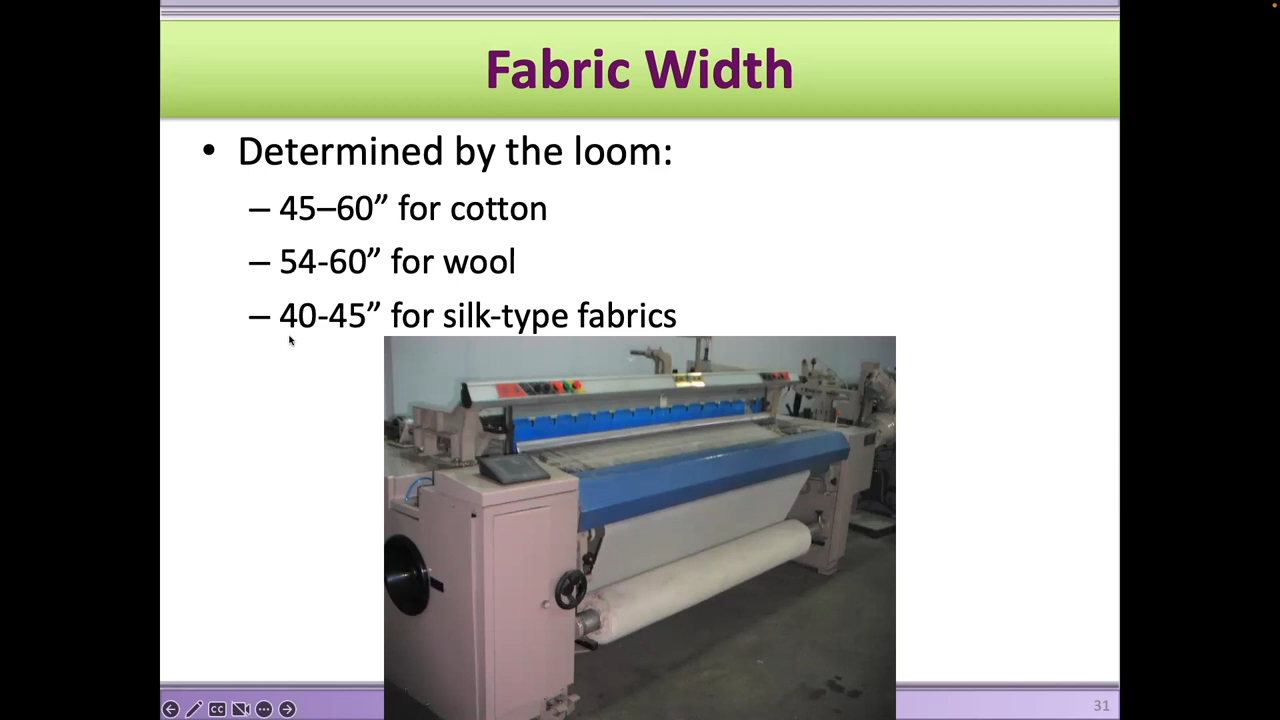 Fabric Width
• Determined by the loom:
– 45–60” for cotton
– 54-60” for wool
– 40-45” for silk-type fabrics
CC
31